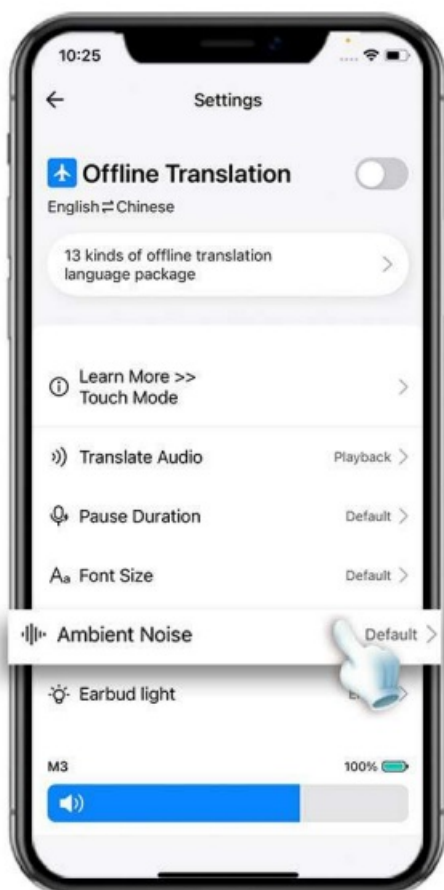 10:25
Settings
Offline Translation
English⇌Chinese
13 kinds of offline translation
language package
Learn More >>
Touch Mode
Translate Audio
Playback
Pause Duration
Default
Aa Font Size
Default
Ambient Noise
Default
Earbud light
M3
100%